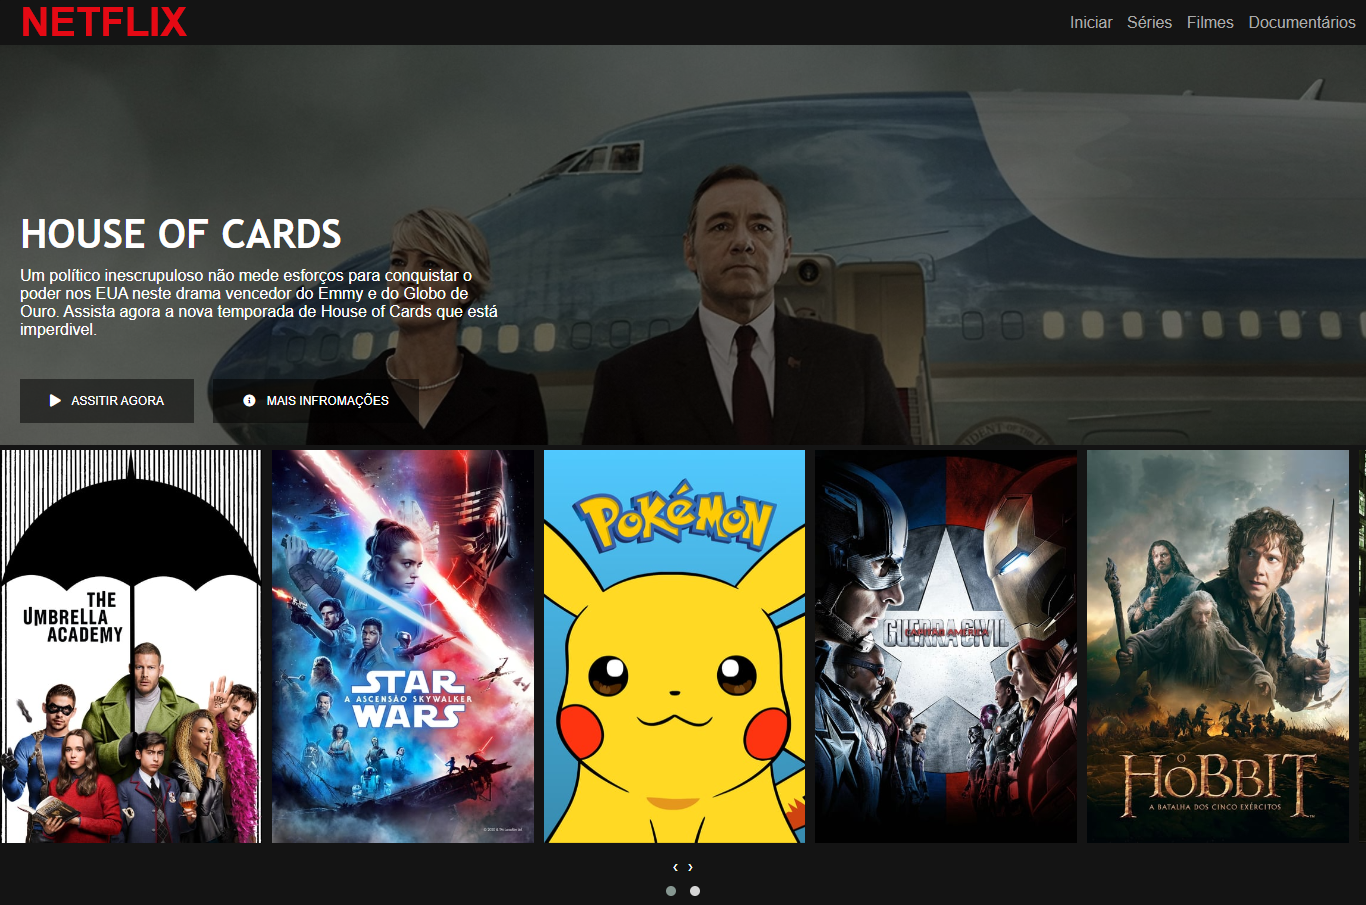 NETFLIX
Iniciar Séries Filmes Documentários
HOUSE OF CARDS
Um político inescrupuloso não mede esforços para conquistar o
poder nos EUA neste drama vencedor do Emmy e do Globo de
Ouro. Assista agora a nova temporada de House of Cards que está
imperdivel.
ASSITIR AGORA
MAIS INFROMAÇÕES
THE
UMBRELLA
ACADEMY
STAR
A ASCENSÃO SKYWALKER
WARS
POKÉMON
CAPITÃO AMÉRICA
GUERRA CIVIL
O HOBBIT
A BATALHA DOS CINCO EXÉRCITOS